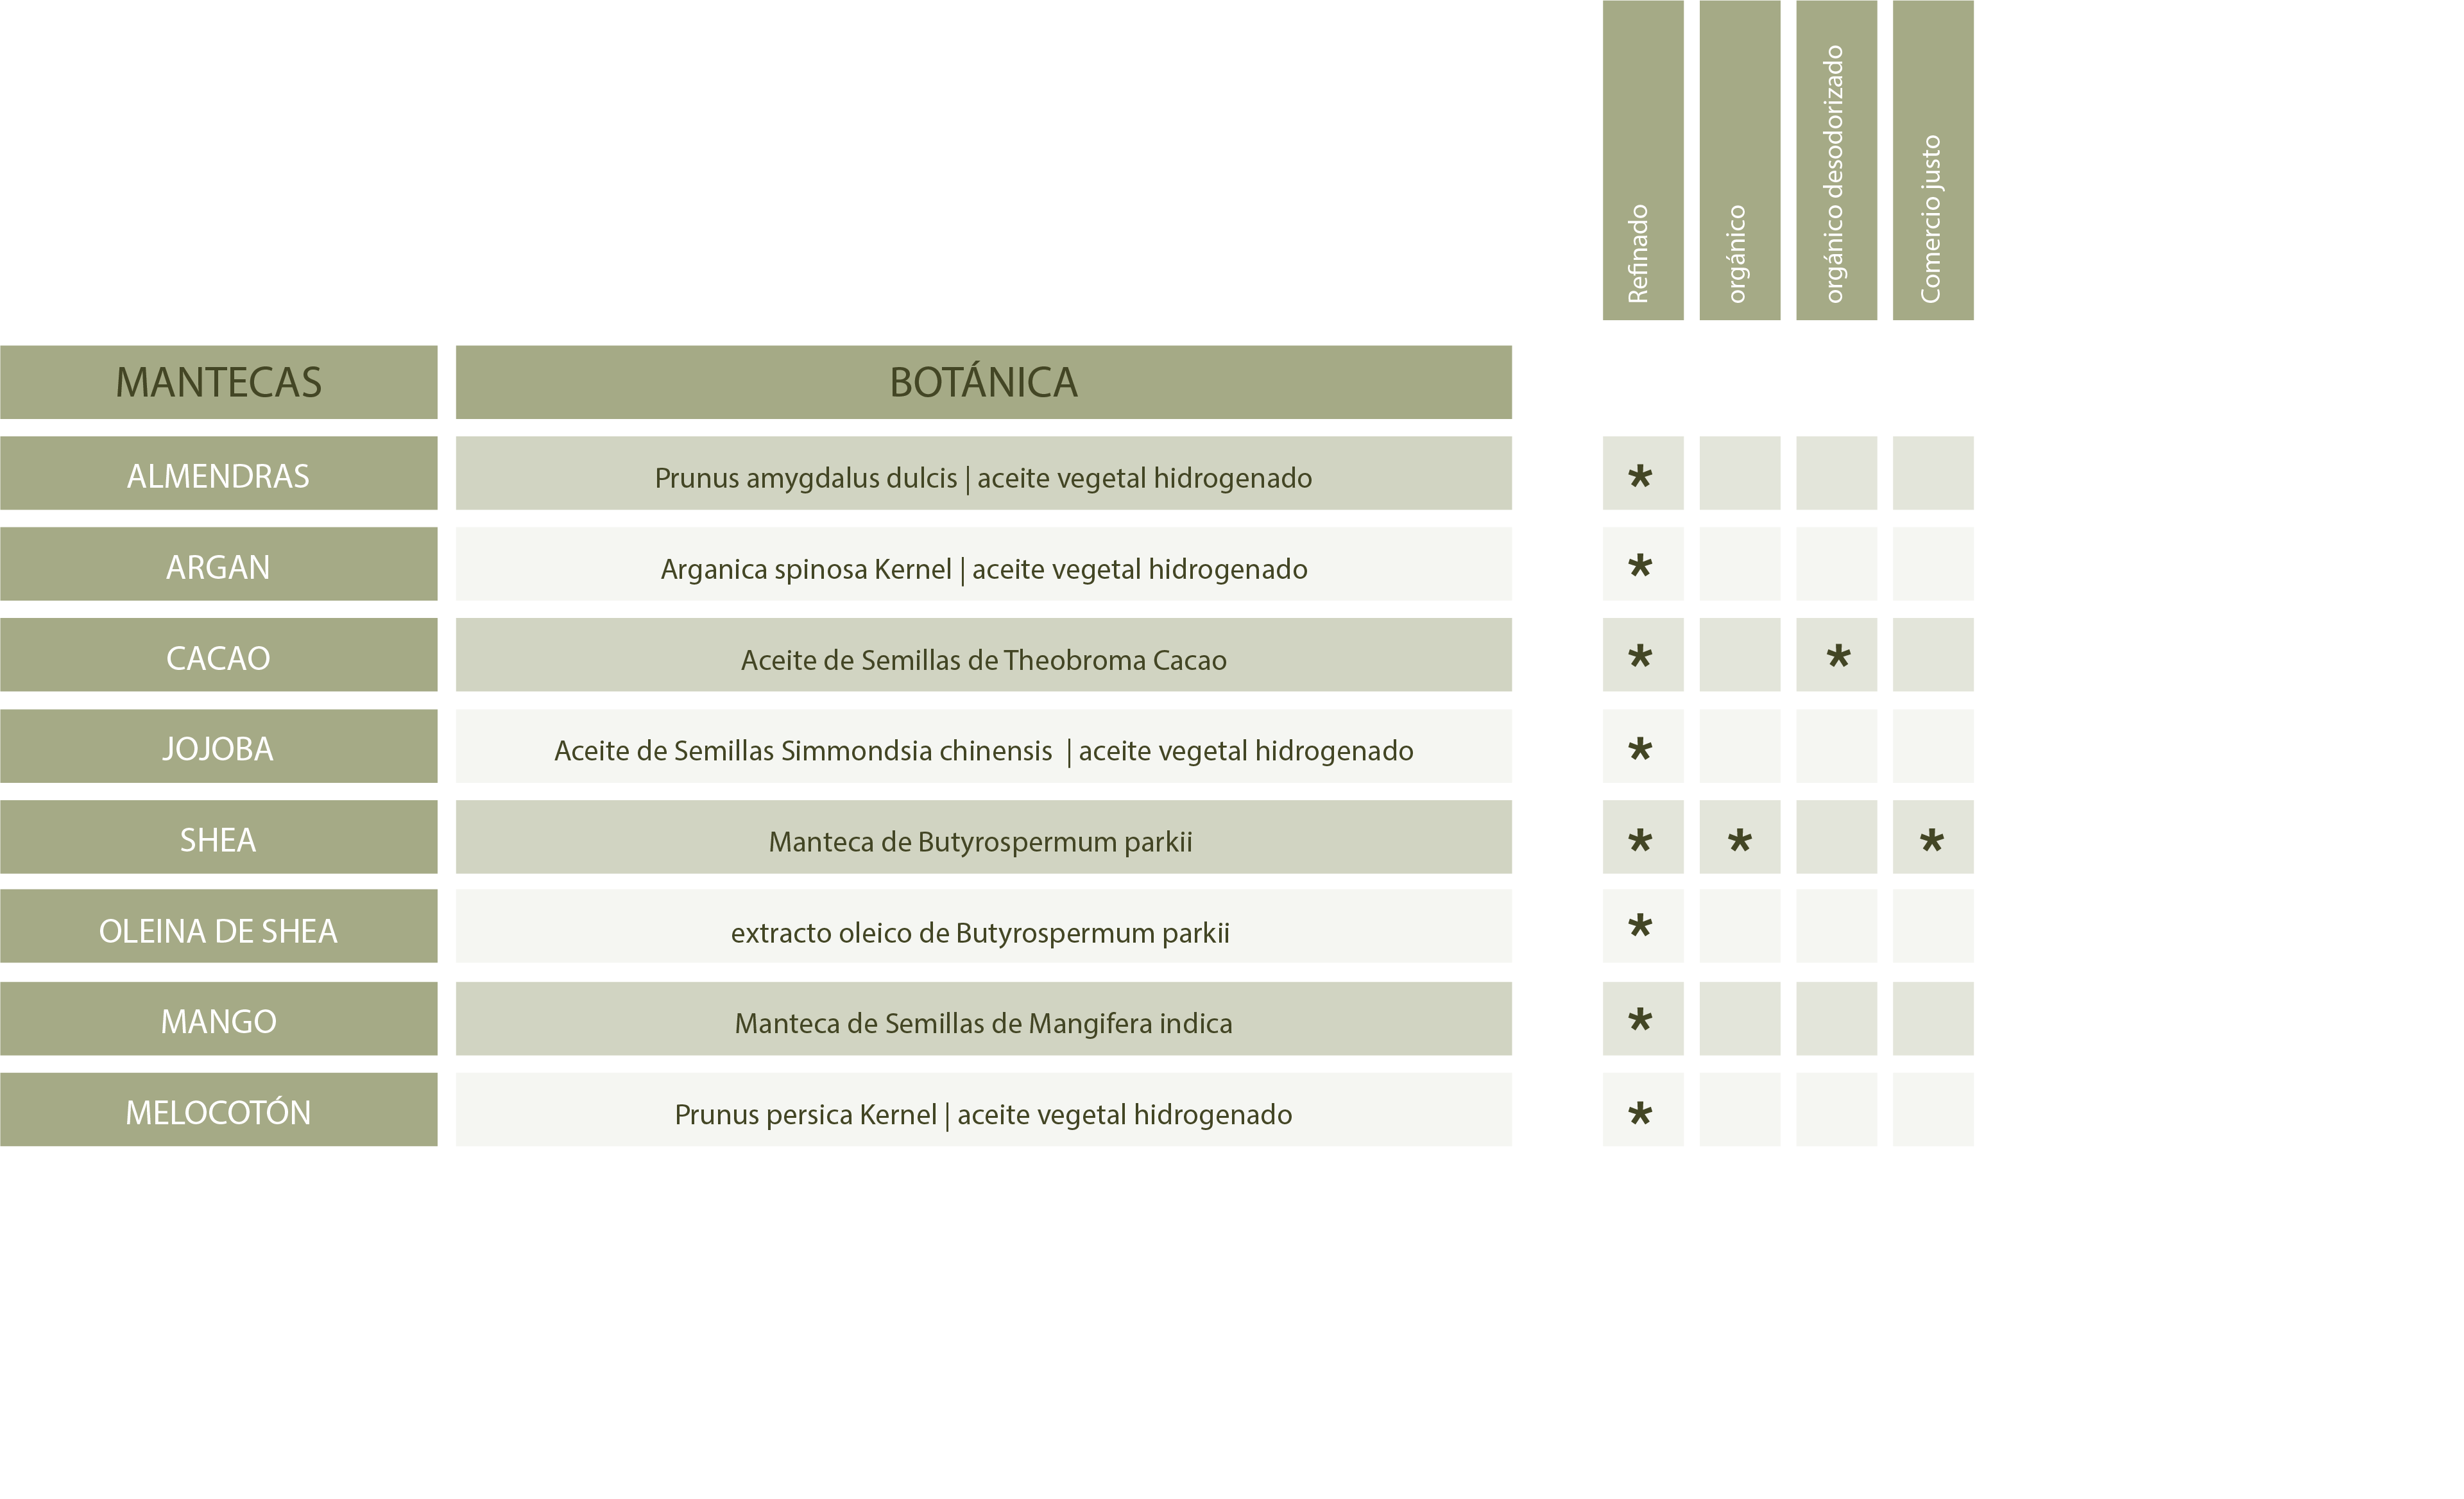 Refinado
orgánico
orgánico desodorizado
Comercio justo
MANTECAS BOTÁNICA
ALMENDRAS Prunus amygdalus dulcis | aceite vegetal hidrogenado *
ARGAN Arganica spinosa Kernel | aceite vegetal hidrogenado *
CACAO Aceite de Semillas de Theobroma Cacao * *
JOJOBA Aceite de Semillas Simmondsia chinensis | aceite vegetal hidrogenado *
SHEA Manteca de Butyrospermum parkii * * *
OLEINA DE SHEA extracto oleico de Butyrospermum parkii *
MANGO Manteca de Semillas de Mangifera indica *
MELOCOTÓN Prunus persica Kernel | aceite vegetal hidrogenado *